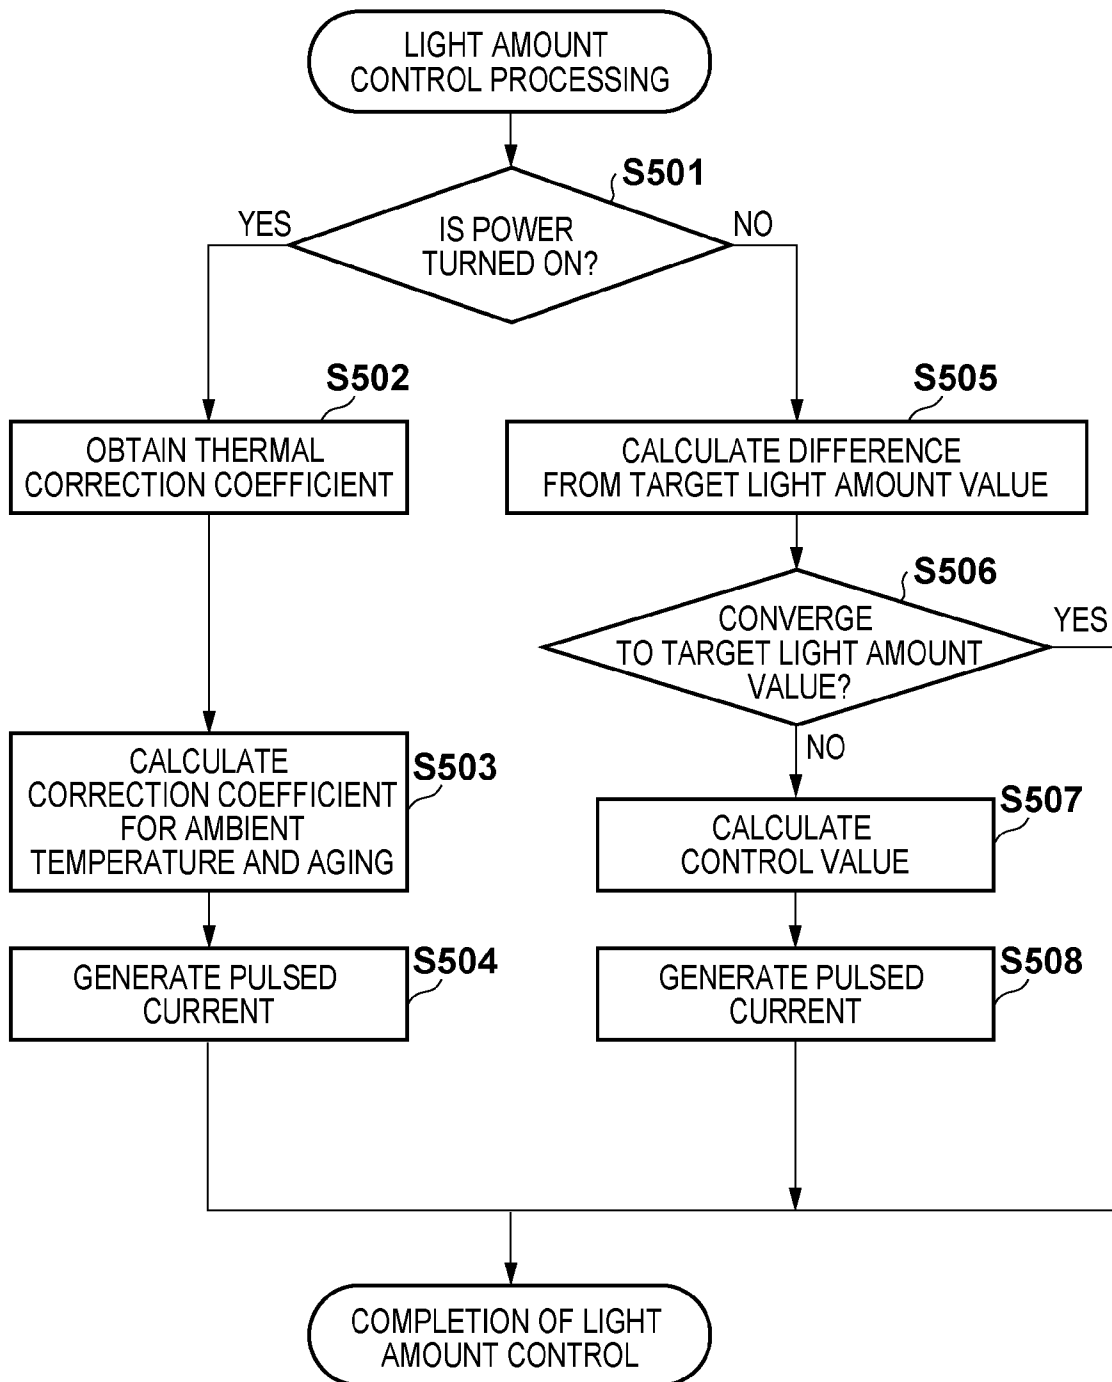 LIGHT AMOUNT
CONTROL PROCESSING
S501
YES
IS POWER
TURNED ON?
NO
S502
OBTAIN THERMAL
CORRECTION COEFFICIENT
S505
CALCULATE DIFFERENCE
FROM TARGET LIGHT AMOUNT VALUE
S506
CONVERGE
TO TARGET LIGHT AMOUNT
VALUE?
YES
NO
S503
CALCULATE
CORRECTION COEFFICIENT
FOR AMBIENT
TEMPERATURE AND AGING
S507
CALCULATE
CONTROL VALUE
S504
GENERATE PULSED
CURRENT
S508
GENERATE PULSED
CURRENT
COMPLETION OF LIGHT
AMOUNT CONTROL